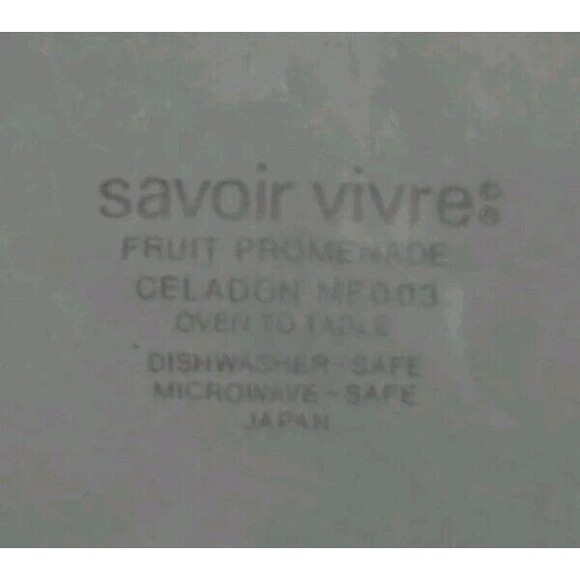 savoir vivre©®
FRUIT PROMENADE
CELADON MF003
OVEN TO TABLE
DISHWASHER-SAFE
MICROWAVE-SAFE
JAPAN